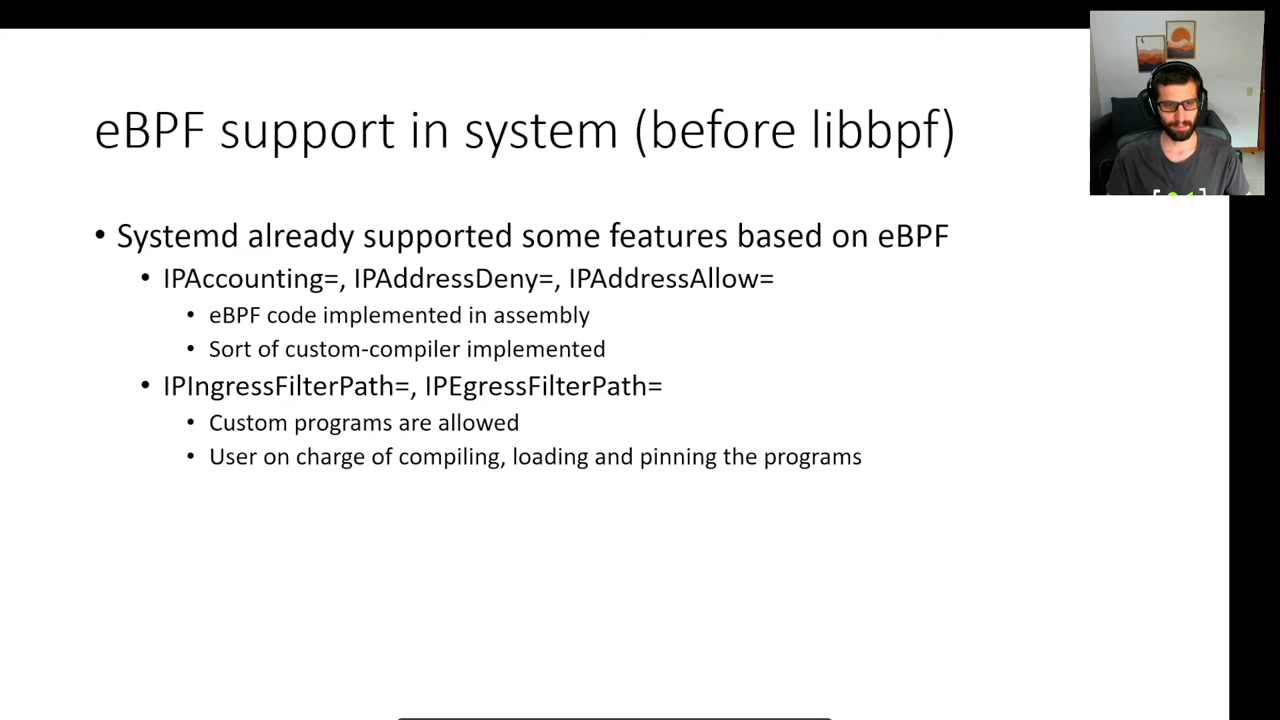 eBPF support in system (before libbpf)
• Systemd already supported some features based on eBPF
• IPAccounting=, IPAddressDeny=, IPAddressAllow=
• eBPF code implemented in assembly
• Sort of custom-compiler implemented
• IPIngressFilterPath=, IPEgressFilterPath=
• Custom programs are allowed
• User on charge of compiling, loading and pinning the programs